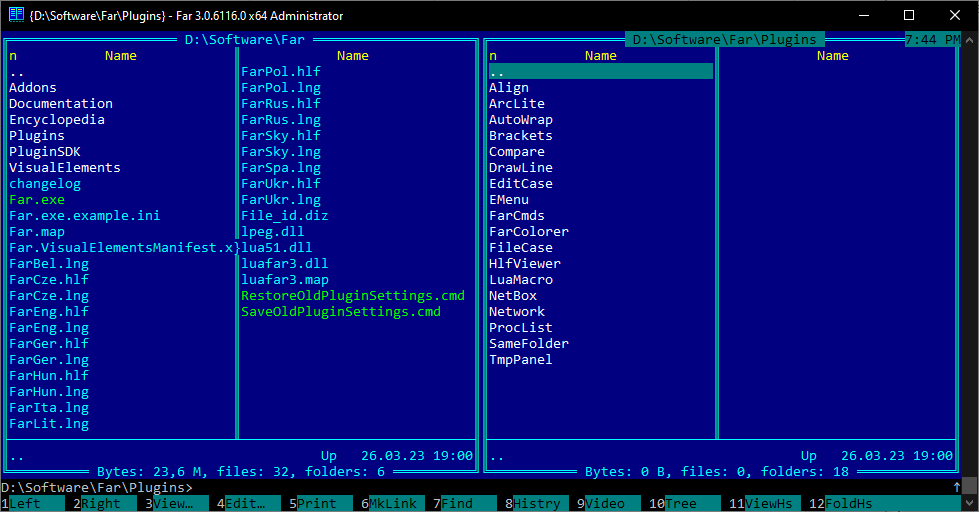 {D:\Software\Far\Plugins} - Far 3.0.6116.0 x64 Administrator
D:\Software\Far
n Name Name
..
Addons
Documentation
Encyclopedia
Plugins
PluginSDK
VisualElements
changelog
Far.exe
Far.exe.example.ini
Far.map
Far.VisualElementsManifest.x}
FarBel.lng
FarCze.hlf
FarCze.lng
FarEng.hlf
FarEng.lng
FarGer.hlf
FarGer.lng
FarHun.hlf
FarHun.lng
FarIta.lng
FarLit.lng
FarPol.hlf
FarPol.lng
FarRus.hlf
FarRus.lng
FarSky.hlf
FarSky.lng
FarSpa.lng
FarUkr.hlf
FarUkr.lng
File_id.diz
lpeg.dll
lua51.dll
luafar3.dll
luafar3.map
RestoreOldPluginSettings.cmd
SaveOldPluginSettings.cmd
.. Up 26.03.23 19:00
Bytes: 23,6 M, files: 32, folders: 6
D:\Software\Far\Plugins 7:44 PM
n Name Name
..
Align
ArcLite
AutoWrap
Brackets
Compare
DrawLine
EditCase
EMenu
FarCmds
FarColorer
FileCase
HlfViewer
LuaMacro
NetBox
Network
ProcList
SameFolder
TmpPanel
.. Up 26.03.23 19:00
Bytes: 0 B, files: 0, folders: 18
D:\Software\Far\Plugins> ↑
1Left 2Right 3View… 4Edit… 5Print 6MkLink 7Find 8Histry 9Video 10Tree 11ViewHs 12FoldHs